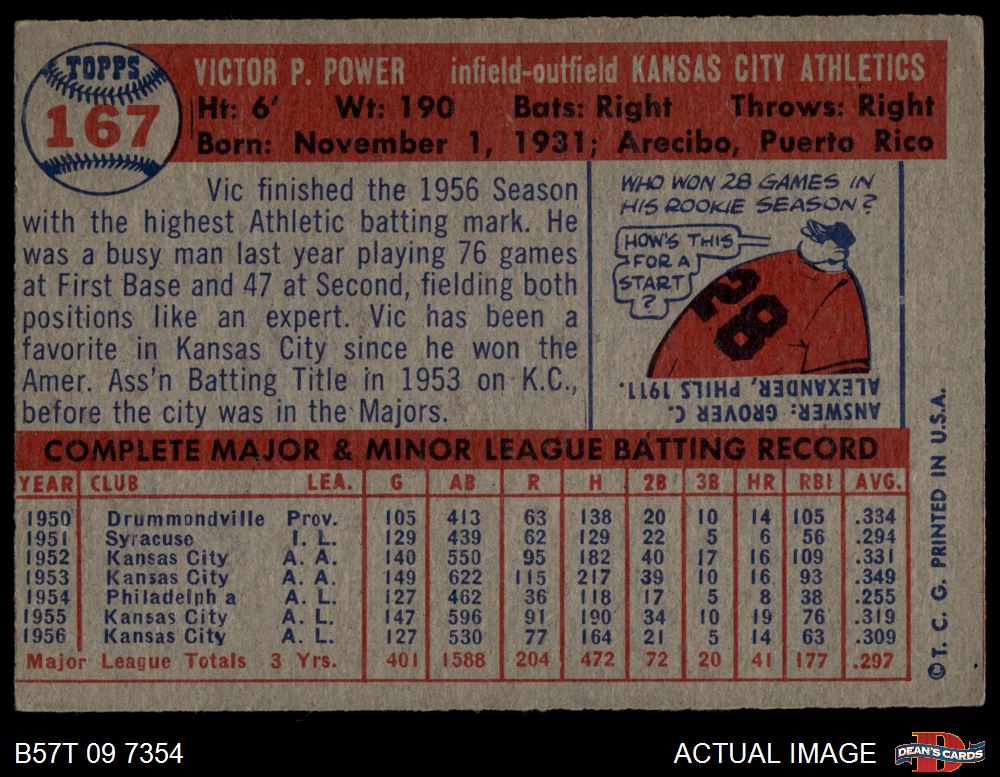 TOPPS
167
VICTOR P. POWER infield-outfield KANSAS CITY ATHLETICS
Ht: 6' Wt: 190 Bats: Right Throws: Right
Born: November 1, 1931; Arecibo, Puerto Rico
Vic finished the 1956 Season
with the highest Athletic batting mark. He
was a busy man last year playing 76 games
at First Base and 47 at Second, fielding both
positions like an expert. Vic has been a
favorite in Kansas City since he won the
Amer. Ass'n Batting Title in 1953 on K.C.,
before the city was in the Majors.
WHO WON 28 GAMES IN
HIS ROOKIE SEASON?
HOW'S THIS
FOR A
START
?
28
ANSWER: GROVER C.
ALEXANDER, PHILS 1911.
COMPLETE MAJOR & MINOR LEAGUE BATTING RECORD
YEAR CLUB LEA. G AB R H 2B 3B HR RBI AVG.
1950 Drummondville Prov. 105 413 63 138 20 10 14 105 .334
1951 Syracuse I. L. 129 439 62 129 22 5 6 56 .294
1952 Kansas City A. A. 140 550 95 182 40 17 16 109 .331
1953 Kansas City A. A. 149 622 115 217 39 10 16 93 .349
1954 Philadelph a A. L. 127 462 36 118 17 5 8 38 .255
1955 Kansas City A. L. 147 596 91 190 34 10 19 76 .319
1956 Kansas City A. L. 127 530 77 164 21 5 14 63 .309
Major League Totals 3 Yrs. 401 1588 204 472 72 20 41 177 .297
© T. C. G. PRINTED IN U.S.A.
B57T 09 7354
ACTUAL IMAGE
D
DEAN'S CARDS